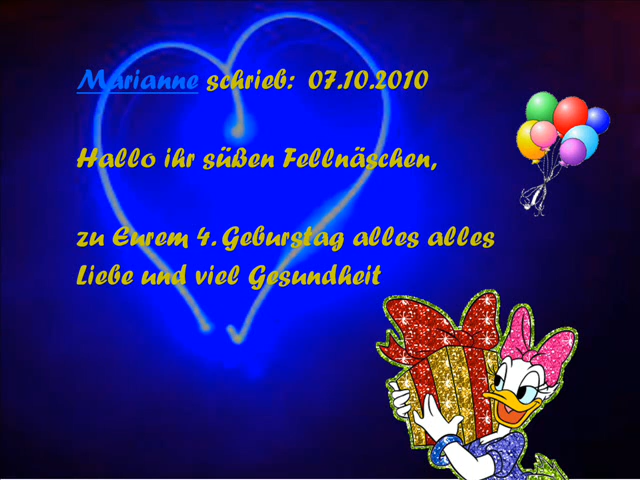 Marianne schrieb: 07.10.2010
Hallo ihr süßen Fellnäschen,
zu Eurem 4. Geburstag alles alles
Liebe und viel Gesundheit